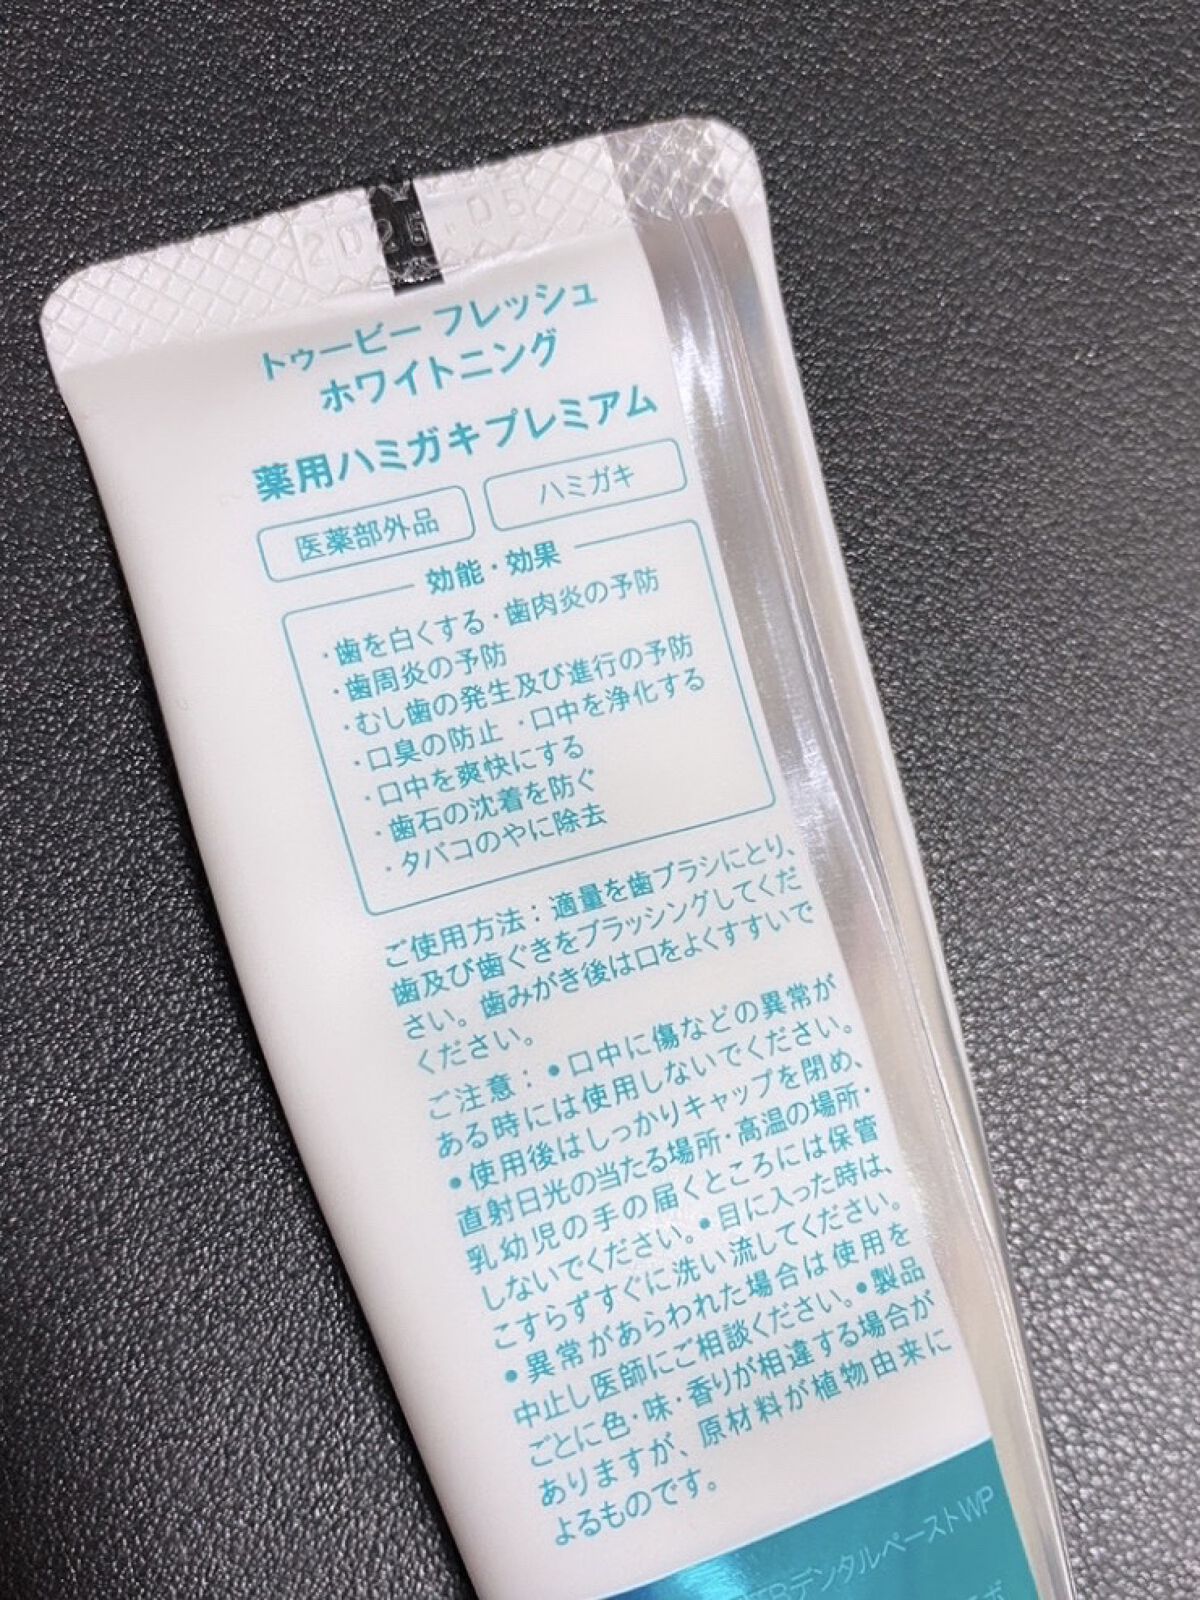 2025.05
トゥービー フレッシュ
ホワイトニング
薬用ハミガキプレミアム
医薬部外品 ハミガキ
効能・効果
・歯を白くする・歯肉炎の予防
・歯周炎の予防
・むし歯の発生及び進行の予防
・口臭の防止 ・口中を浄化する
・口中を爽快にする
・歯石の沈着を防ぐ
・タバコのやに除去
ご使用方法：適量を歯ブラシにとり、
歯及び歯ぐきをブラッシングしてくだ
さい。歯みがき後は口をよくすすいで
ください。
ご注意：●口中に傷などの異常が
ある時には使用しないでください。
●使用後はしっかりキャップを閉め、
直射日光の当たる場所・高温の場所・
乳幼児の手の届くところには保管
しないでください。●目に入った時は、
こすらずすぐに洗い流してください。
●異常があらわれた場合は使用を
中止し医師にご相談ください。●製品
ごとに色・味・香りが相違する場合が
ありますが、原材料が植物由来に
よるものです。
デンタルペーストWP